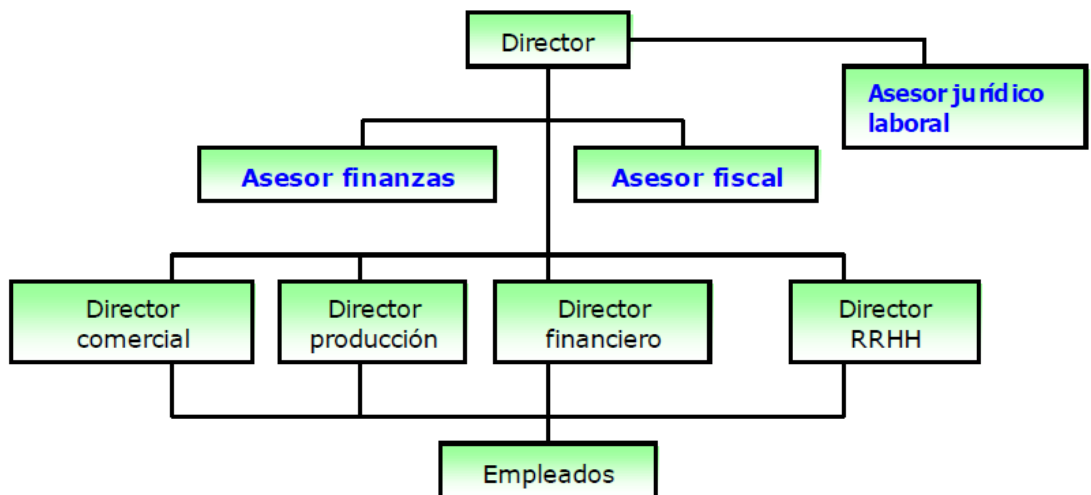 Director
Asesor jurídico
laboral
Asesor finanzas
Asesor fiscal
Director
comercial
Director
producción
Director
financiero
Director
RRHH
Empleados